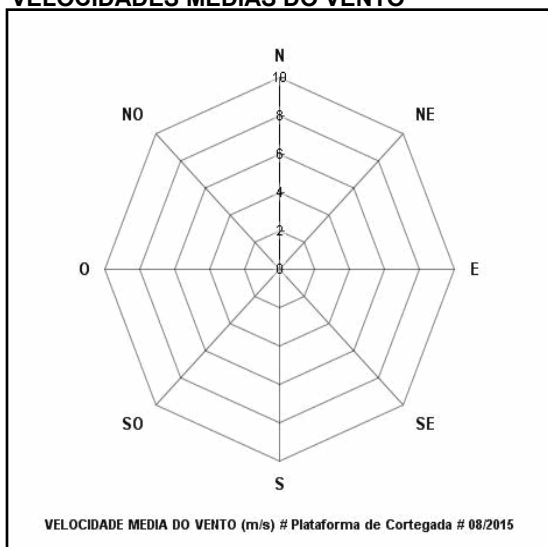 VELOCIDADES MEDIAS DO VENTO
N
10
NO
NE
8
6
4
2
O
0
E
SO
SE
S
VELOCIDADE MEDIA DO VENTO (m/s) # Plataforma de Cortegada # 08/2015